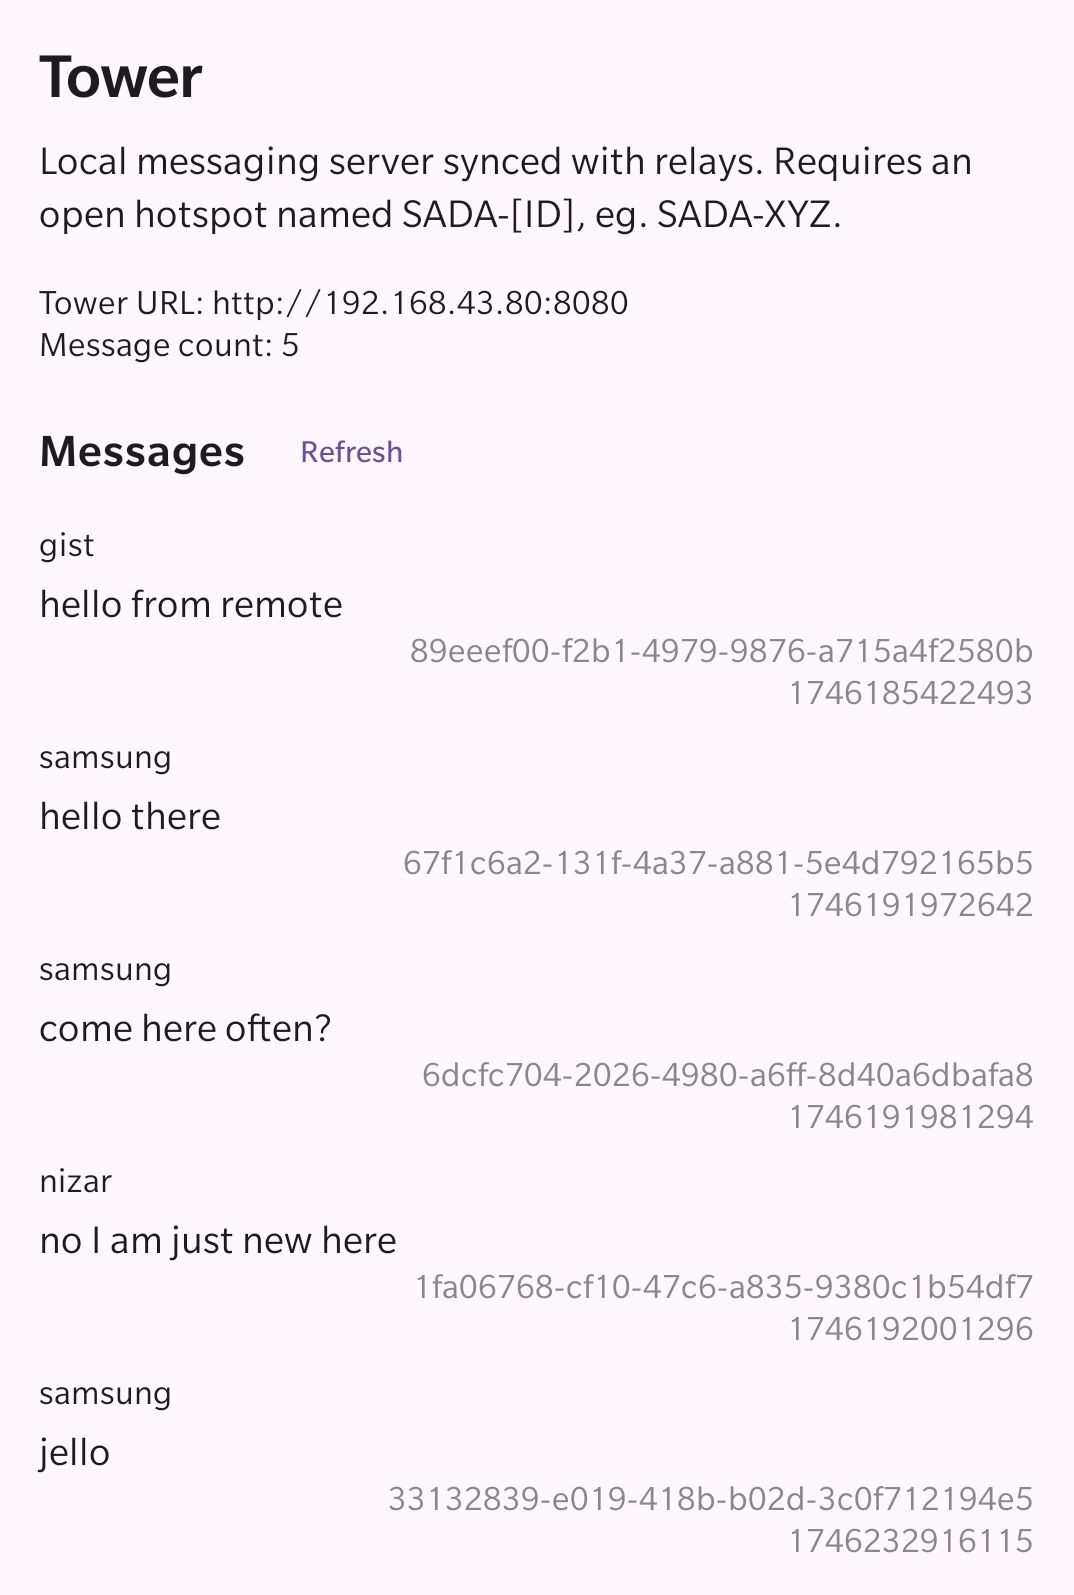 Tower
Local messaging server synced with relays. Requires an
open hotspot named SADA-[ID], eg. SADA-XYZ.
Tower URL: http://192.168.43.80:8080
Message count: 5
Messages Refresh
gist
hello from remote
89eeef00-f2b1-4979-9876-a715a4f2580b
1746185422493
samsung
hello there
67f1c6a2-131f-4a37-a881-5e4d792165b5
1746191972642
samsung
come here often?
6dcfc704-2026-4980-a6ff-8d40a6dbafa8
1746191981294
nizar
no I am just new here
1fa06768-cf10-47c6-a835-9380c1b54df7
1746192001296
samsung
jello
33132839-e019-418b-b02d-3c0f712194e5
1746232916115